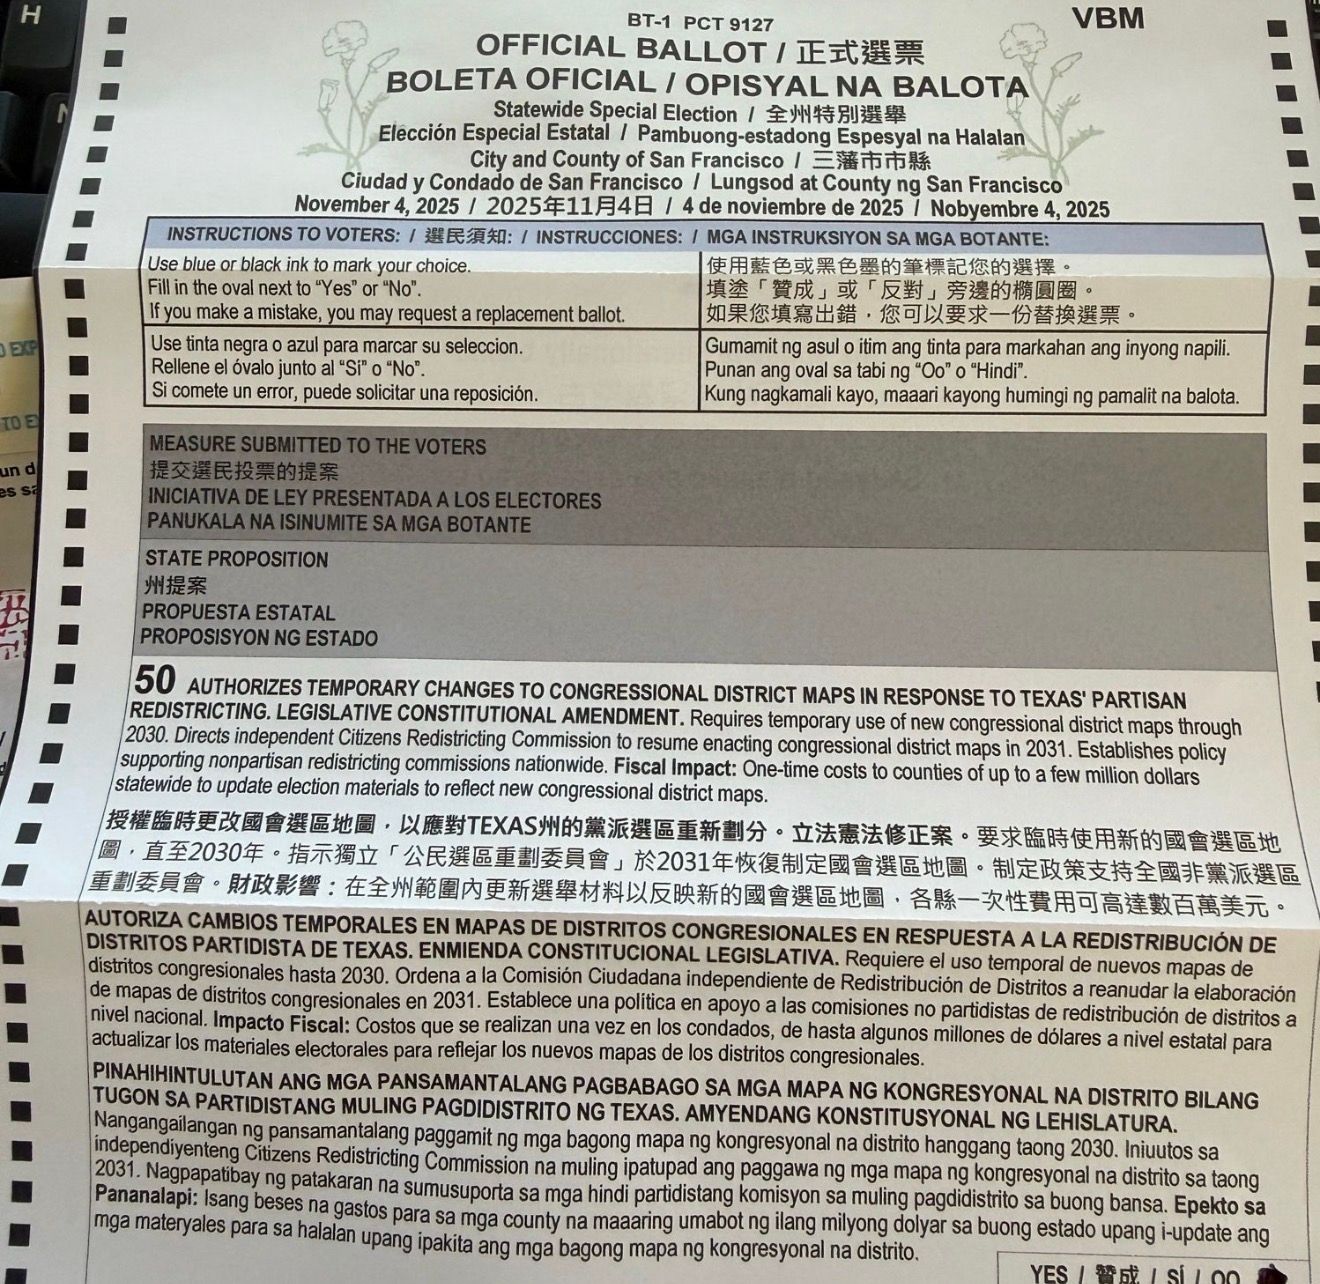 H
N
BT-1 PCT 9127
VBM
OFFICIAL BALLOT / 正式選票
BOLETA OFICIAL / OPISYAL NA BALOTA
Statewide Special Election / 全州特別選舉
Elección Especial Estatal / Pambuong-estadong Espesyal na Halalan
City and County of San Francisco / 三藩市市縣
Ciudad y Condado de San Francisco / Lungsod at County ng San Francisco
November 4, 2025 / 2025年11月4日 / 4 de noviembre de 2025 / Nobyembre 4, 2025
INSTRUCTIONS TO VOTERS: / 選民須知: / INSTRUCCIONES: / MGA INSTRUKSIYON SA MGA BOTANTE:
Use blue or black ink to mark your choice.
Fill in the oval next to “Yes” or “No”.
If you make a mistake, you may request a replacement ballot.
使用藍色或黑色墨的筆標記您的選擇。
填塗「贊成」或「反對」旁邊的橢圓圈。
如果您填寫出錯，您可以要求一份替換選票。
Use tinta negra o azul para marcar su seleccion.
Rellene el óvalo junto al “Sí” o “No”.
Si comete un error, puede solicitar una reposición.
Gumamit ng asul o itim ang tinta para markahan ang inyong napili.
Punan ang oval sa tabi ng “Oo” o “Hindi”.
Kung nagkamali kayo, maaari kayong humingi ng pamalit na balota.
EXP
TO EX
un d
es sa
MEASURE SUBMITTED TO THE VOTERS
提交選民投票的提案
INICIATIVA DE LEY PRESENTADA A LOS ELECTORES
PANUKALA NA ISINUMITE SA MGA BOTANTE
STATE PROPOSITION
州提案
PROPUESTA ESTATAL
PROPOSISYON NG ESTADO
50 AUTHORIZES TEMPORARY CHANGES TO CONGRESSIONAL DISTRICT MAPS IN RESPONSE TO TEXAS' PARTISAN
REDISTRICTING. LEGISLATIVE CONSTITUTIONAL AMENDMENT. Requires temporary use of new congressional district maps through
2030. Directs independent Citizens Redistricting Commission to resume enacting congressional district maps in 2031. Establishes policy
supporting nonpartisan redistricting commissions nationwide. Fiscal Impact: One-time costs to counties of up to a few million dollars
statewide to update election materials to reflect new congressional district maps.
授權臨時更改國會選區地圖，以應對TEXAS州的黨派選區重新劃分。立法憲法修正案。要求臨時使用新的國會選區地
圖，直至2030年。指示獨立「公民選區重劃委員會」於2031年恢復制定國會選區地圖。制定政策支持全國非黨派選區
重劃委員會。財政影響：在全州範圍內更新選舉材料以反映新的國會選區地圖，各縣一次性費用可高達數百萬美元。
AUTORIZA CAMBIOS TEMPORALES EN MAPAS DE DISTRITOS CONGRESIONALES EN RESPUESTA A LA REDISTRIBUCIÓN DE
DISTRITOS PARTIDISTA DE TEXAS. ENMIENDA CONSTITUCIONAL LEGISLATIVA. Requiere el uso temporal de nuevos mapas de
distritos congresionales hasta 2030. Ordena a la Comisión Ciudadana independiente de Redistribución de Distritos a reanudar la elaboración
de mapas de distritos congresionales en 2031. Establece una política en apoyo a las comisiones no partidistas de redistribución de distritos a
nivel nacional. Impacto Fiscal: Costos que se realizan una vez en los condados, de hasta algunos millones de dólares a nivel estatal para
actualizar los materiales electorales para reflejar los nuevos mapas de los distritos congresionales.
PINAHIHINTULUTAN ANG MGA PANSAMANTALANG PAGBABAGO SA MGA MAPA NG KONGRESYONAL NA DISTRITO BILANG
TUGON SA PARTIDISTANG MULING PAGDIDISTRITO NG TEXAS. AMYENDANG KONSTITUSYONAL NG LEHISLATURA.
Nangangailangan ng pansamantalang paggamit ng mga bagong mapa ng kongresyonal na distrito hanggang taong 2030. Iniuutos sa
independiyenteng Citizens Redistricting Commission na muling ipatupad ang paggawa ng mga mapa ng kongresyonal na distrito sa taong
2031. Nagpapatibay ng patakaran na sumusuporta sa mga hindi partidistang komisyon sa muling pagdidistrito sa buong bansa. Epekto sa
Pananalapi: Isang beses na gastos para sa mga county na maaaring umabot ng ilang milyong dolyar sa buong estado upang i-update ang
mga materyales para sa halalan upang ipakita ang mga bagong mapa ng kongresyonal na distrito.
YES / 贊成 / SÍ / OO